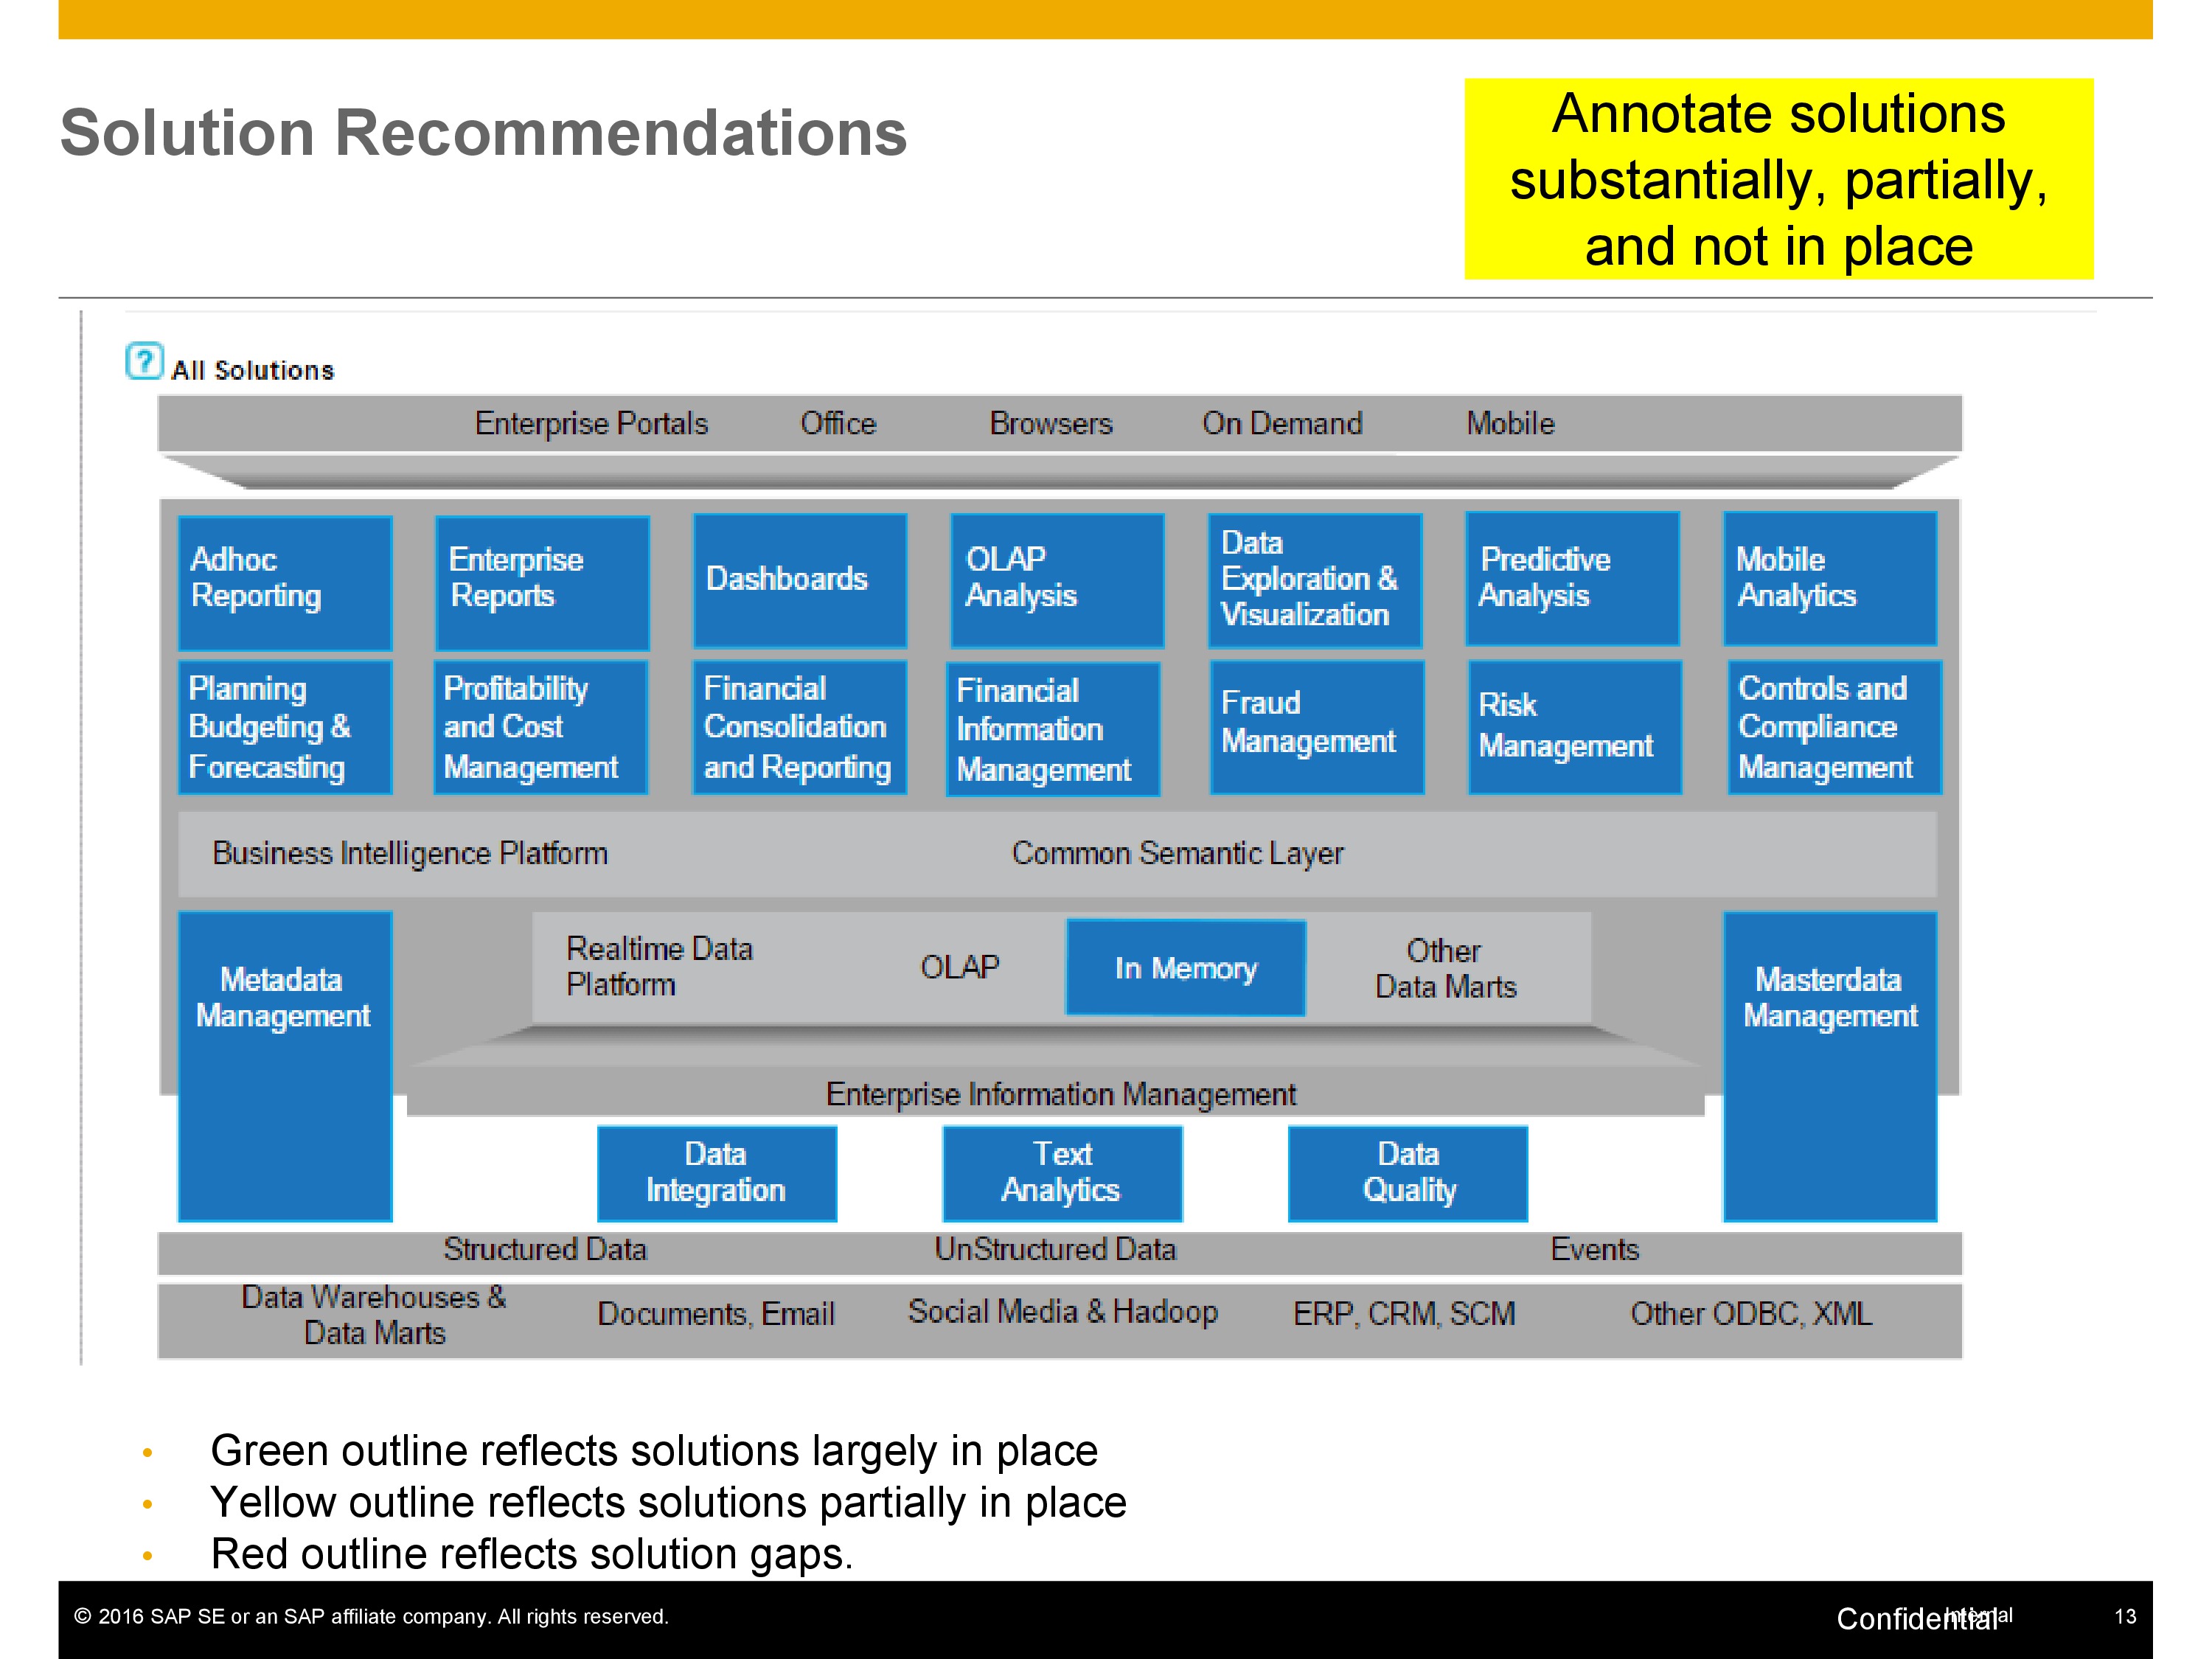 Solution Recommendations
Annotate solutions
substantially, partially,
and not in place
? All Solutions
Enterprise Portals Office Browsers On Demand Mobile
Adhoc
Reporting
Enterprise
Reports
Dashboards
OLAP
Analysis
Data
Exploration &
Visualization
Predictive
Analysis
Mobile
Analytics
Planning
Budgeting &
Forecasting
Profitability
and Cost
Management
Financial
Consolidation
and Reporting
Financial
Information
Management
Fraud
Management
Risk
Management
Controls and
Compliance
Management
Business Intelligence Platform Common Semantic Layer
Metadata
Management
Realtime Data
Platform
OLAP
In Memory
Other
Data Marts
Masterdata
Management
Enterprise Information Management
Data
Integration
Text
Analytics
Data
Quality
Structured Data UnStructured Data Events
Data Warehouses &
Data Marts
Documents, Email
Social Media & Hadoop
ERP, CRM, SCM
Other ODBC, XML
• Green outline reflects solutions largely in place
• Yellow outline reflects solutions partially in place
• Red outline reflects solution gaps.
© 2016 SAP SE or an SAP affiliate company. All rights reserved.
Confidential
Internal
13